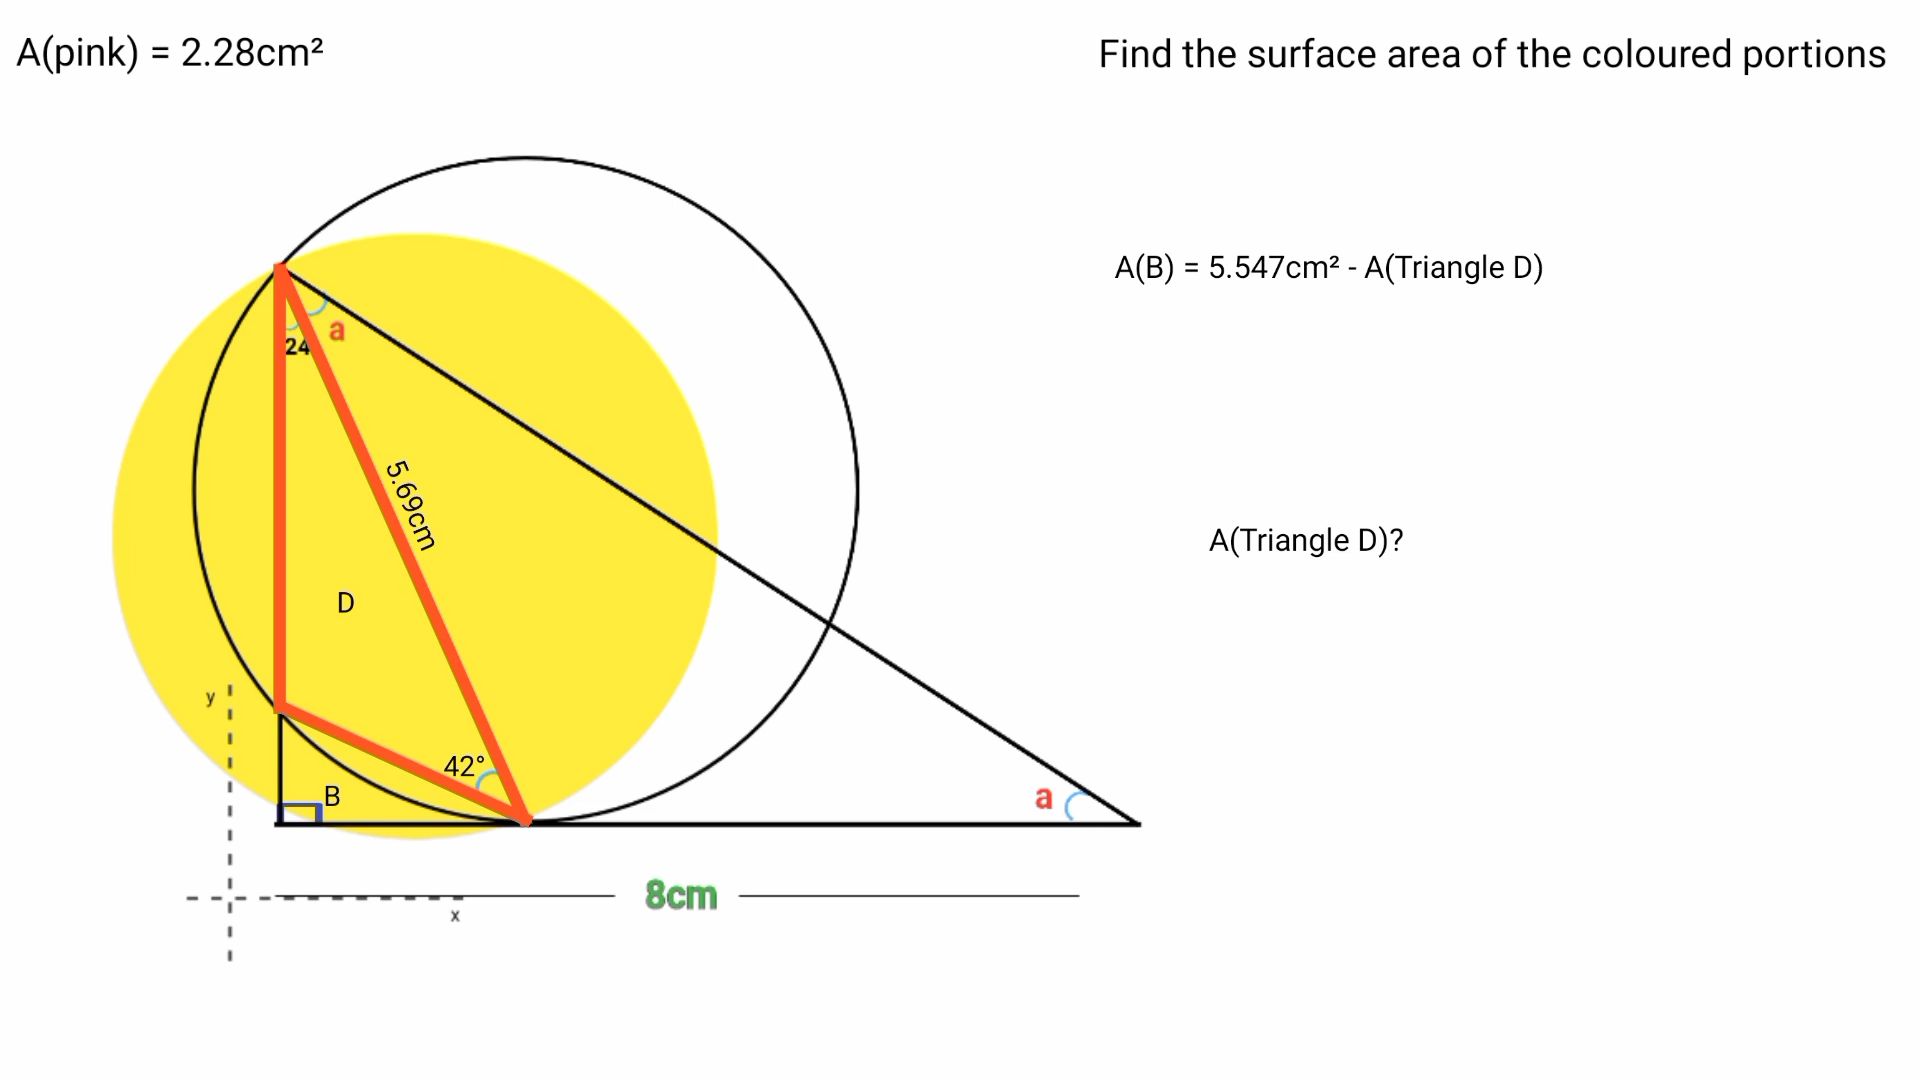 A(pink) = 2.28cm²
Find the surface area of the coloured portions
A(B) = 5.547cm² - A(Triangle D)
a
24
5.69cm
A(Triangle D)?
D
y
42°
B
a
8cm
x